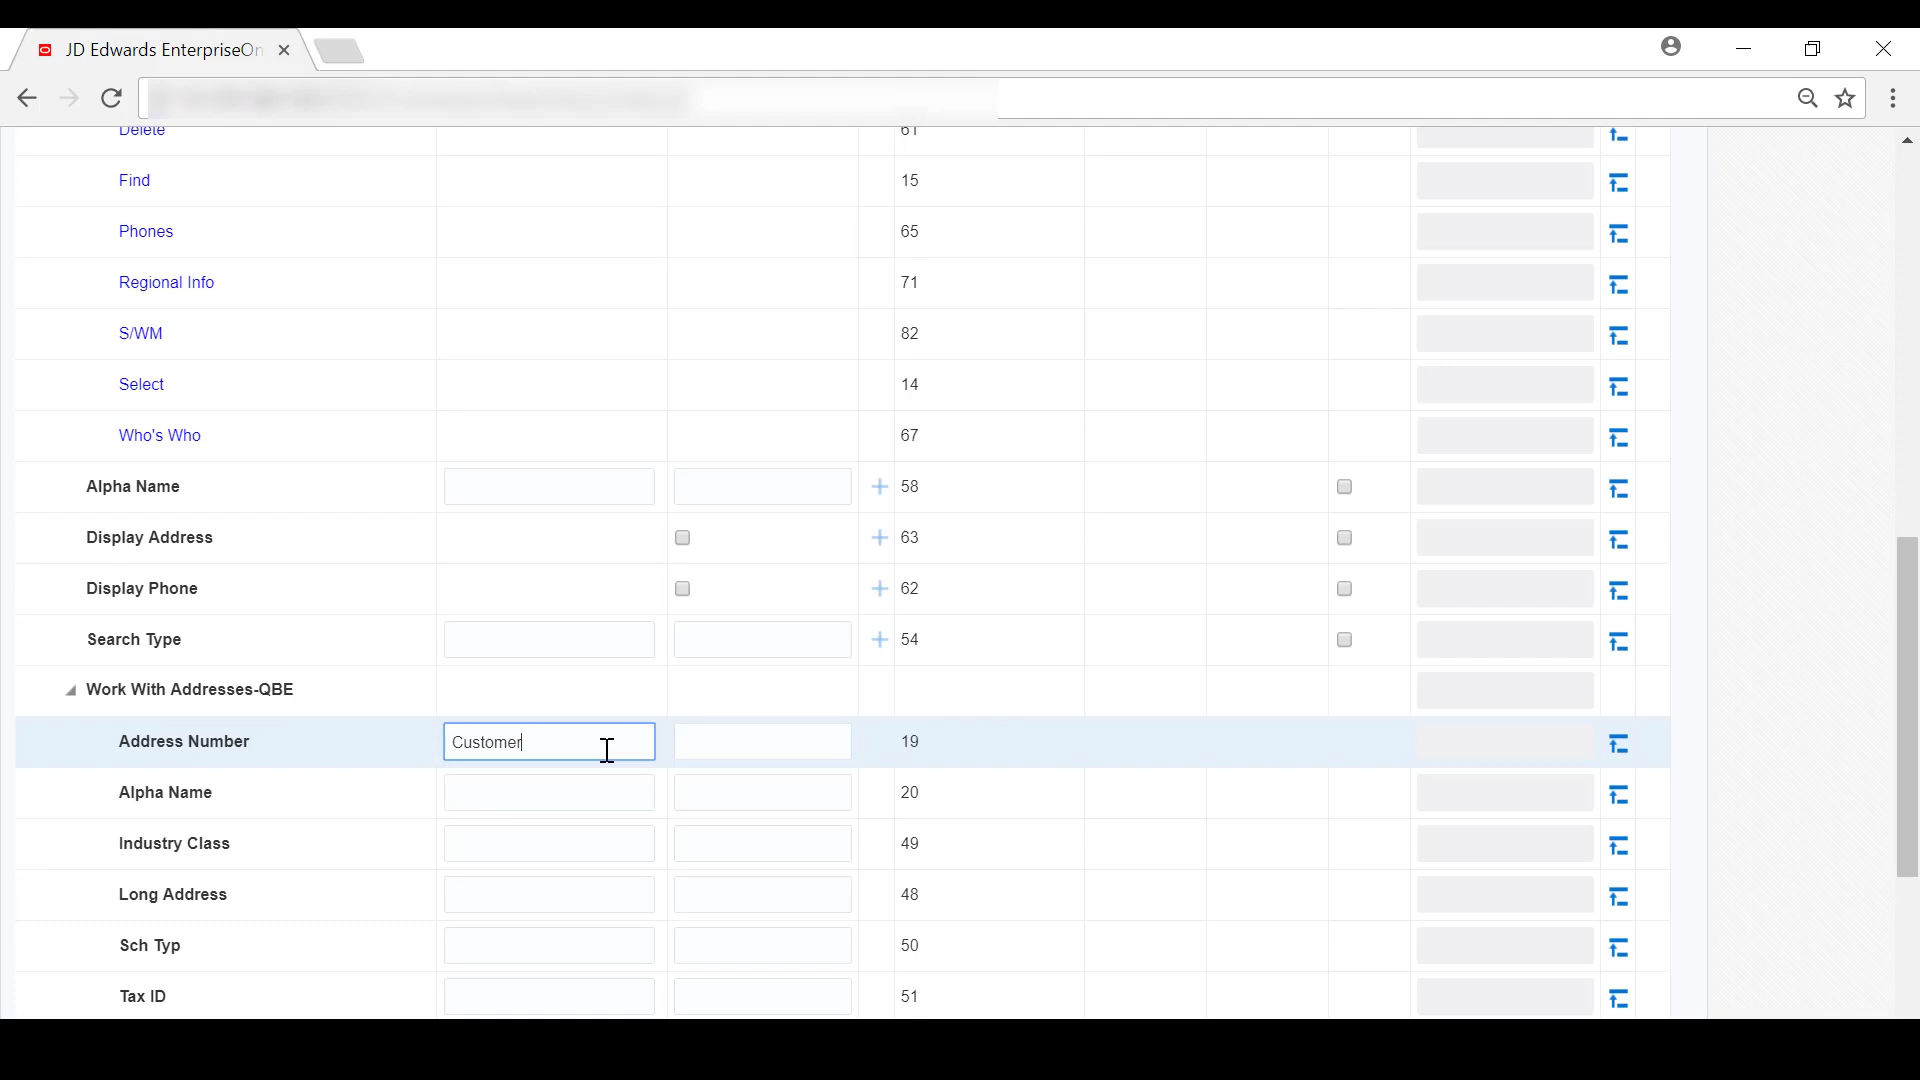 JD Edwards EnterpriseOn
Delete 61
Find 15
Phones 65
Regional Info 71
S/WM 82
Select 14
Who's Who 67
Alpha Name 58
Display Address 63
Display Phone 62
Search Type 54
Work With Addresses-QBE
Address Number Customer 19
Alpha Name 20
Industry Class 49
Long Address 48
Sch Typ 50
Tax ID 51